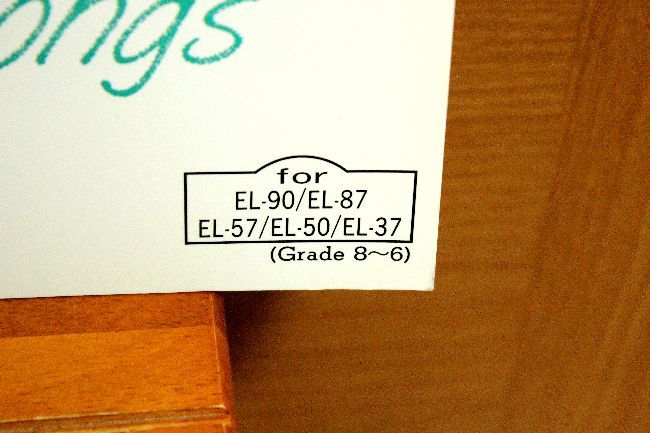 ongs
for
EL-90/EL-87
EL-57/EL-50/EL-37
(Grade 8～6)